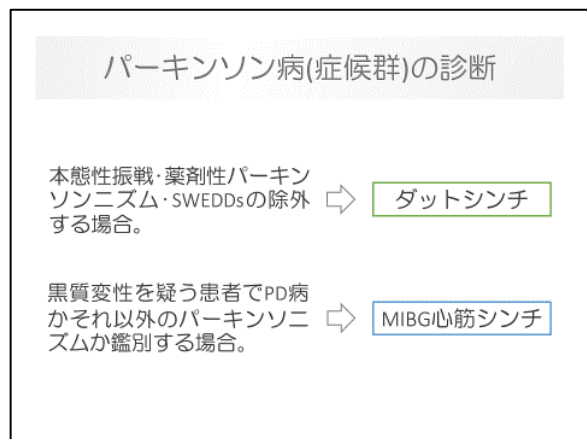 パーキンソン病(症候群)の診断
本態性振戦･薬剤性パーキン
ソンニズム･SWEDDsの除外
する場合。
ダットシンチ
黒質変性を疑う患者でPD病
かそれ以外のパーキンソニ
ズムか鑑別する場合。
MIBG心筋シンチ